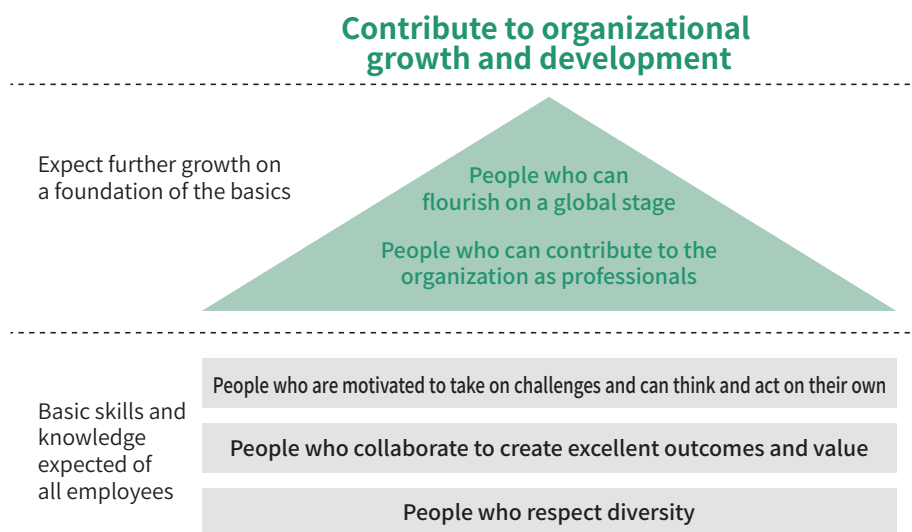 Contribute to organizational
growth and development
Expect further growth on
a foundation of the basics
People who can
flourish on a global stage
People who can contribute to the
organization as professionals
Basic skills and
knowledge
expected of
all employees
People who are motivated to take on challenges and can think and act on their own
People who collaborate to create excellent outcomes and value
People who respect diversity